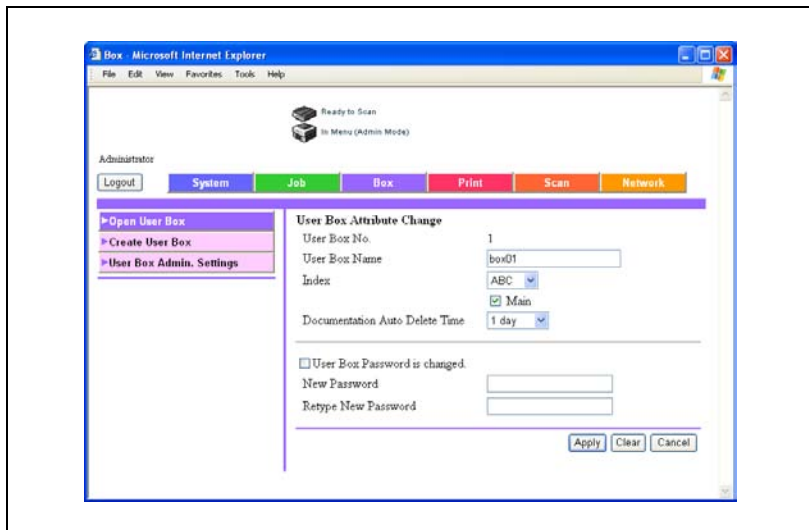 Box - Microsoft Internet Explorer
File Edit View Favorites Tools Help
Ready to Scan
In Menu (Admin Mode)
Administrator
Logout System Job Box Print Scan Network
Open User Box
Create User Box
User Box Admin. Settings
User Box Attribute Change
User Box No. 1
User Box Name box01
Index ABC
Main
Documentation Auto Delete Time 1 day
User Box Password is changed.
New Password
Retype New Password
Apply Clear Cancel